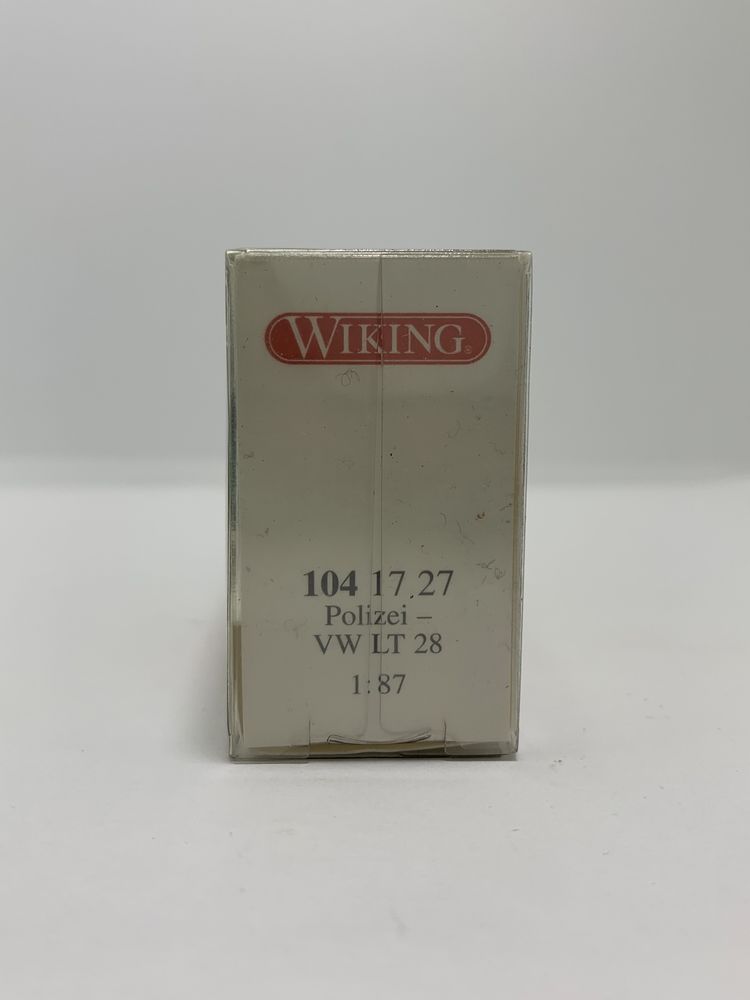 WIKING®
104 17 27
Polizei –
VW LT 28
1:87